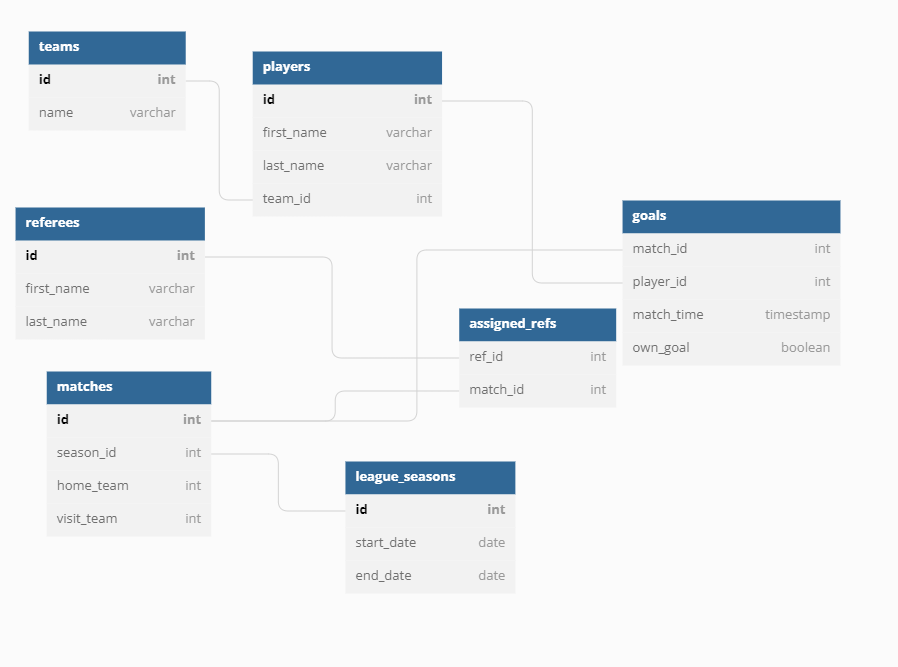 teams
id int
name varchar
players
id int
first_name varchar
last_name varchar
team_id int
referees
id int
first_name varchar
last_name varchar
goals
match_id int
player_id int
match_time timestamp
own_goal boolean
assigned_refs
ref_id int
match_id int
matches
id int
season_id int
home_team int
visit_team int
league_seasons
id int
start_date date
end_date date